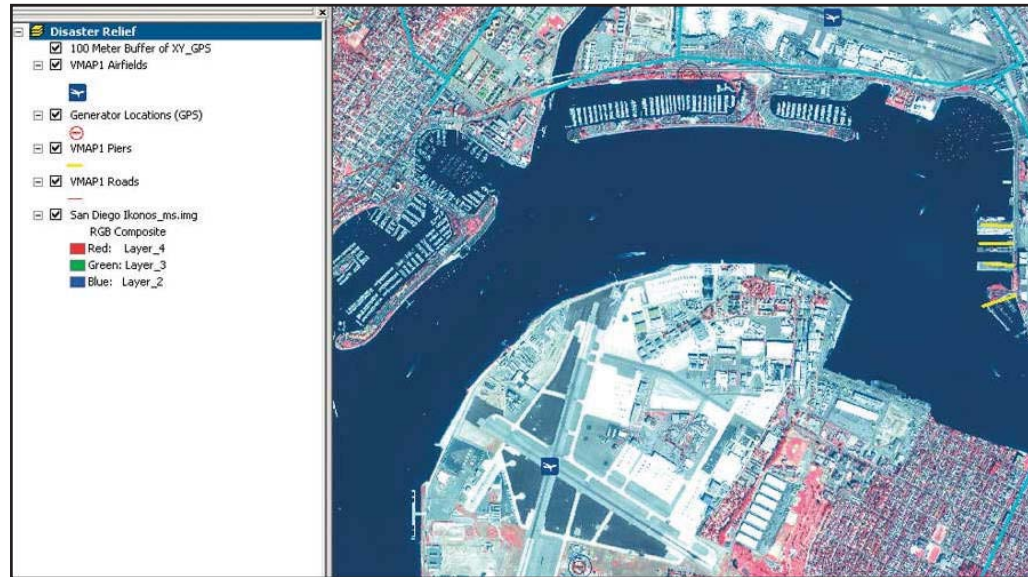 Disaster Relief
100 Meter Buffer of XY_GPS
VMAP1 Airfields
Generator Locations (GPS)
VMAP1 Piers
VMAP1 Roads
San Diego Ikonos_ms.img
RGB Composite
Red: Layer_4
Green: Layer_3
Blue: Layer_2